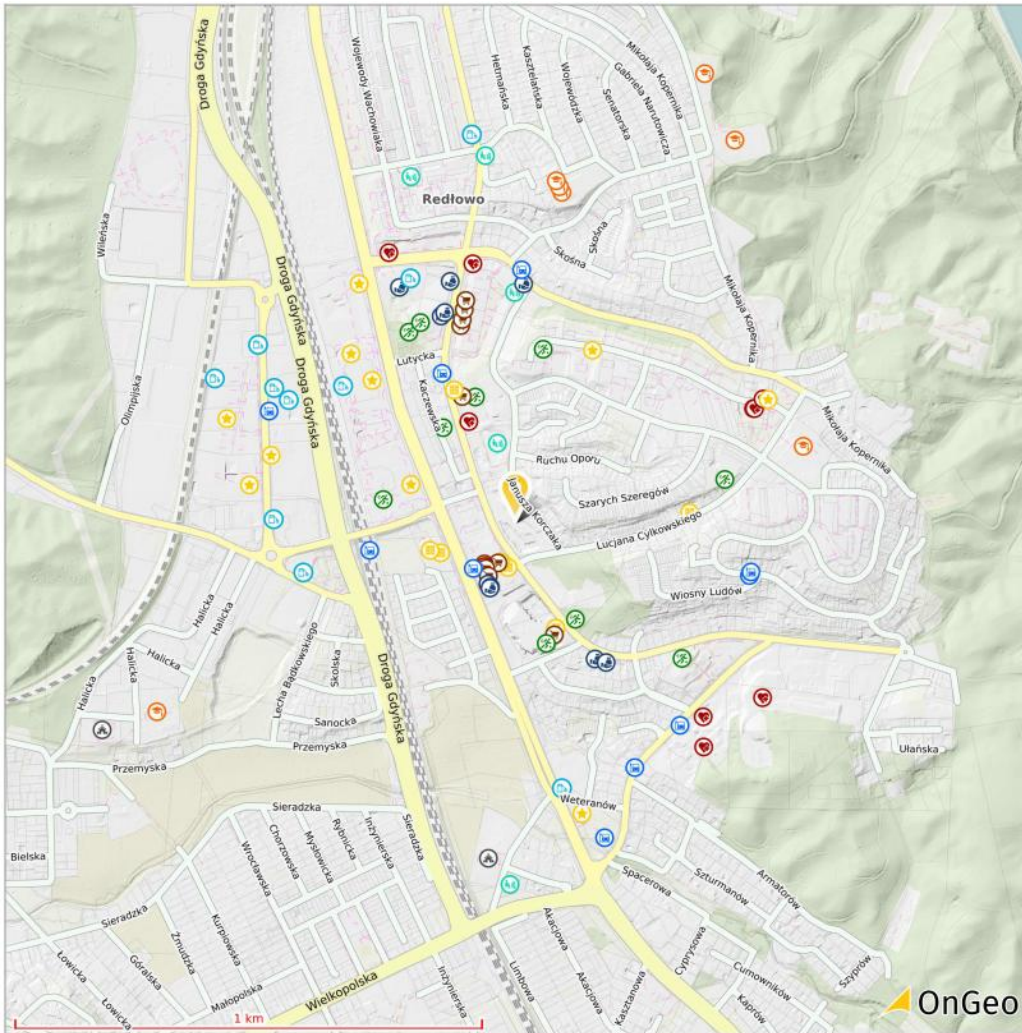 Droga Gdyńska
Wojewody Wachowiaka
Hetmańska
Kasztelańska
Wojewódzka
Senatorska
Gabriela Narutowicza
Mikołaja Kopernika
Redłowo
Wileńska
Skośna
Skośna
Droga Gdyńska
Mikołaja Kopernika
Olimpijska
Droga Gdyńska
Lutycka
Kaczewska
Mikołaja Kopernika
Ruchu Oporu
Janusza Korczaka
Szarych Szeregów
Lucjana Cylkowskiego
Wiosny Ludów
Halicka
Halicka
Halicka
Halicka
Halicka
Lecha Bądkowskiego
Skolska
Droga Gdyńska
Sanocka
Przemyska
Przemyska
Ułańska
Weteranów
Sieradzka
Sieradzka
Bielska
Wrocławska
Chorzowska
Mysłowicka
Rybnicka
Inżynierska
Spacerowa
Szturmanów
Armatorów
Sieradzka
Kurpiowska
Żmudzka
Góralska
Łowicka
Łowicka
Małopolska
Wielkopolska
Inżynierska
Limbowa
Akacjowa
Akacjowa
Kasztanowa
Cyprysowa
Cumowników
Kaprów
Szyprów
1 km
OnGeo